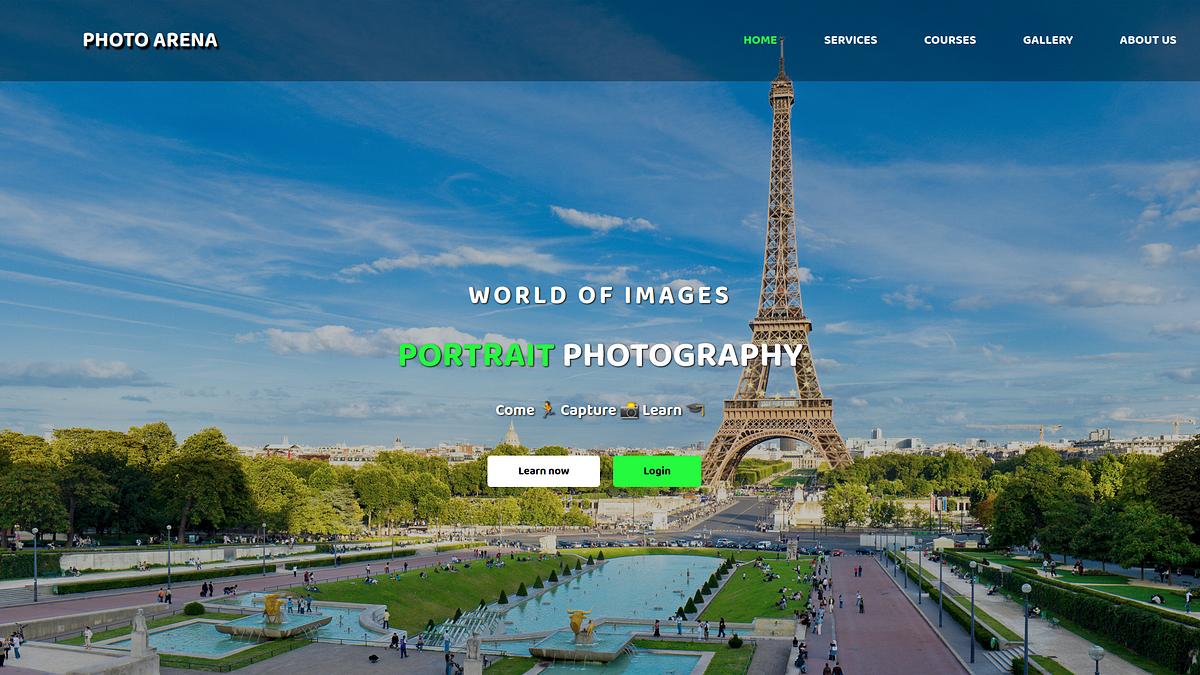 PHOTO ARENA
HOME SERVICES COURSES GALLERY ABOUT US
WORLD OF IMAGES
PORTRAIT PHOTOGRAPHY
Come 🏃 Capture 📸 Learn 🎓
Learn now
Login